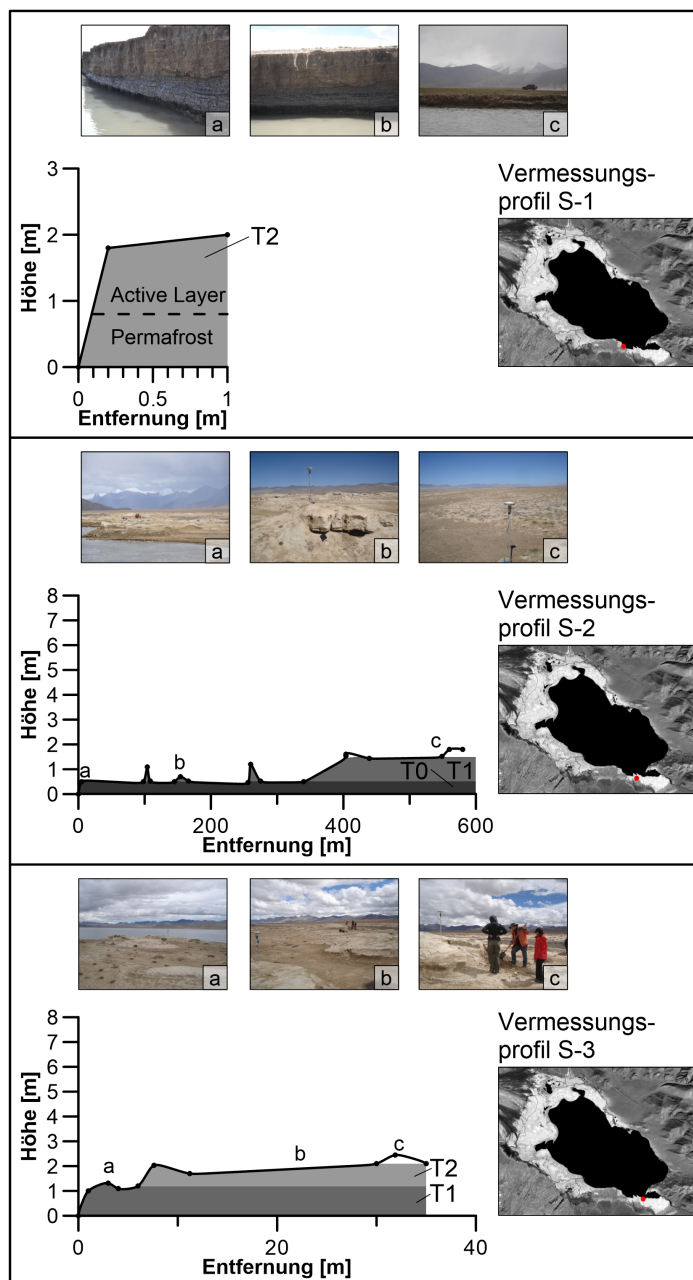 a
b
c
Vermessungs-
profil S-1
3
2
1
0
Höhe [m]
T2
Active Layer
Permafrost
0
0.5
1
Entfernung [m]
a
b
c
Vermessungs-
profil S-2
8
7
6
5
4
3
2
1
0
Höhe [m]
a
b
c
T0
T1
0
200
400
600
Entfernung [m]
a
b
c
Vermessungs-
profil S-3
8
7
6
5
4
3
2
1
0
Höhe [m]
a
b
c
T2
T1
0
20
40
Entfernung [m]